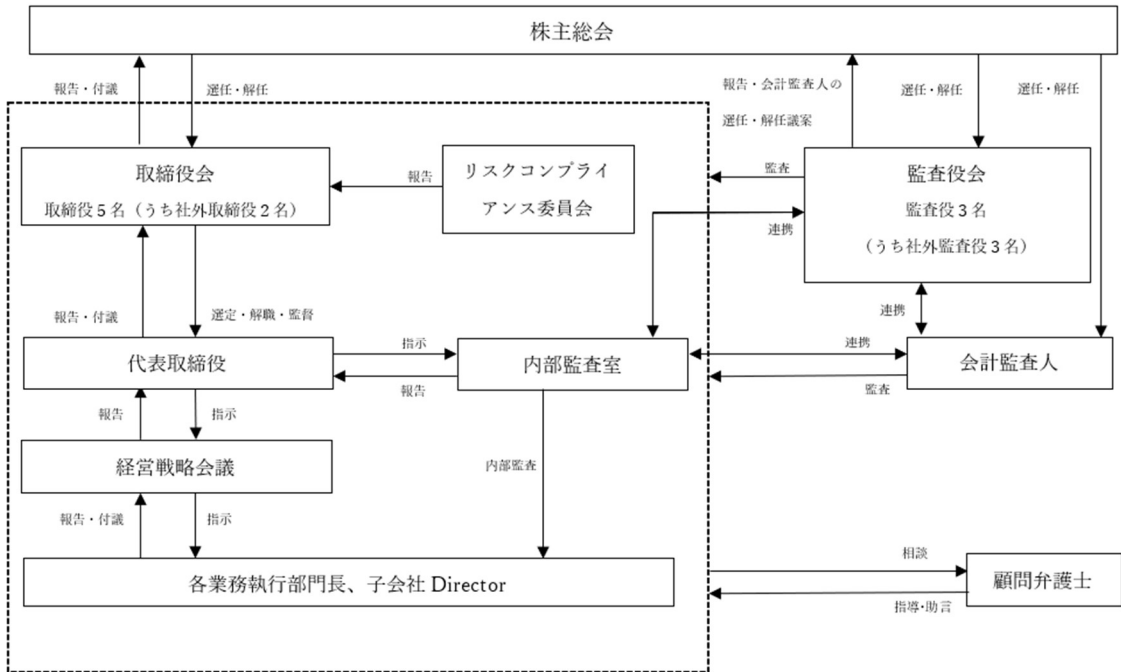 株主総会
報告・付議
選任・解任
報告・会計監査人の
選任・解任議案
選任・解任
選任・解任
取締役会
取締役5名（うち社外取締役2名）
報告
リスクコンプライ
アンス委員会
監査
監査役会
監査役3名
（うち社外監査役3名）
連携
報告・付議
選定・解職・監督
連携
代表取締役
指示
報告
内部監査室
連携
監査
会計監査人
報告
指示
経営戦略会議
内部監査
報告・付議
指示
各業務執行部門長、子会社 Director
相談
指導・助言
顧問弁護士